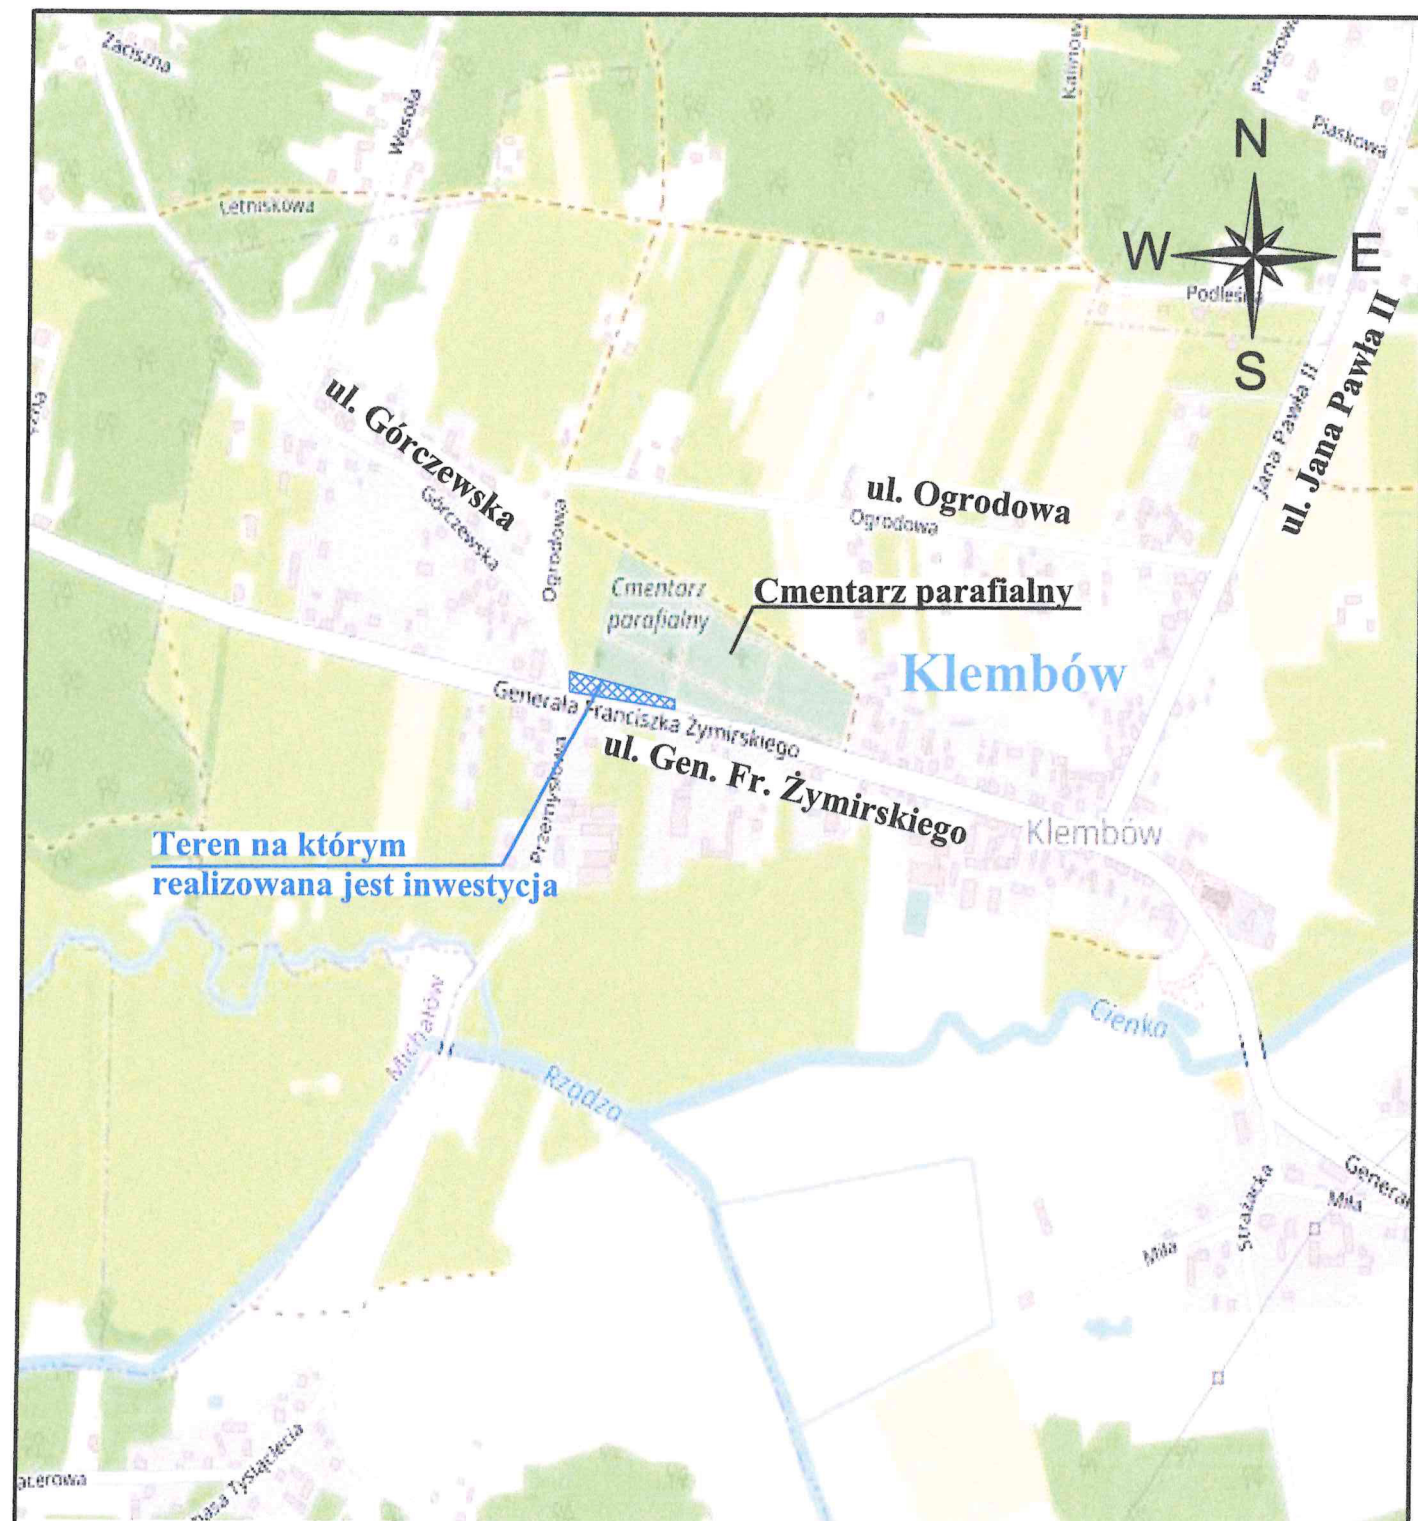 Zaciszna
Wesoła
Kalinow
Piaskowa
Piaskowa
N
Letniskowa
W
E
Podleśna
S
Jana Pawła II
ul. Jana Pawła II
ul. Górczewska
Górczewska
Ogrodowa
ul. Ogrodowa
Ogrodowa
Cmentarz
parafialny
Cmentarz parafialny
Klembów
Generała Franciszka Żymirskiego
ul. Gen. Fr. Żymirskiego
Przemysłowa
Klembów
Teren na którym
realizowana jest inwestycja
Michałów
Cienka
Rządza
Generał
Miła
Strażacka
Miła
aterowa
Tysiąclecia